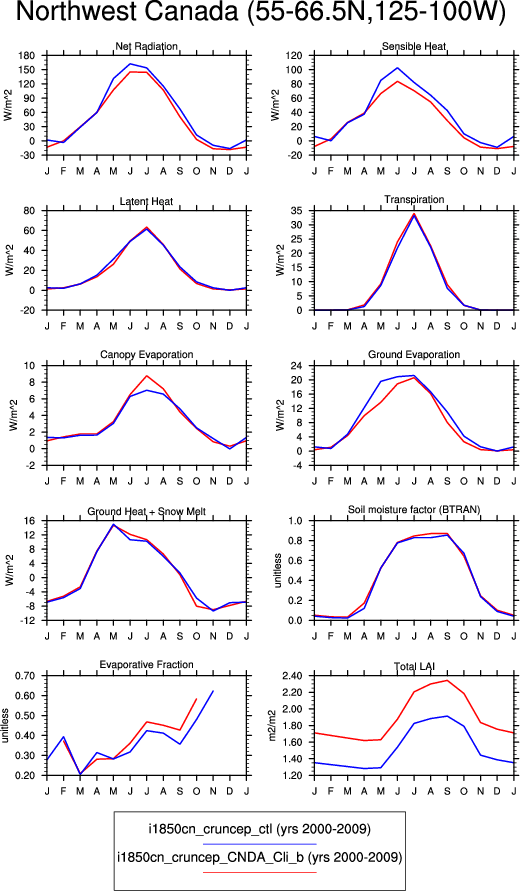 Northwest Canada (55-66.5N,125-100W)
Net Radiation
Sensible Heat
W/m^2
180
150
120
90
60
30
0
-30
J F M A M J J A S O N D J
W/m^2
120
100
80
60
40
20
0
-20
J F M A M J J A S O N D J
Latent Heat
Transpiration
W/m^2
80
60
40
20
0
-20
J F M A M J J A S O N D J
W/m^2
35
30
25
20
15
10
5
0
J F M A M J J A S O N D J
Canopy Evaporation
Ground Evaporation
W/m^2
10
8
6
4
2
0
-2
J F M A M J J A S O N D J
W/m^2
24
20
16
12
8
4
0
-4
J F M A M J J A S O N D J
Ground Heat + Snow Melt
Soil moisture factor (BTRAN)
W/m^2
16
12
8
4
0
-4
-8
-12
J F M A M J J A S O N D J
unitless
1.0
0.8
0.6
0.4
0.2
0.0
J F M A M J J A S O N D J
Evaporative Fraction
Total LAI
unitless
0.70
0.60
0.50
0.40
0.30
0.20
J F M A M J J A S O N D J
m2/m2
2.40
2.20
2.00
1.80
1.60
1.40
1.20
J F M A M J J A S O N D J
i1850cn_cruncep_ctl (yrs 2000-2009)
i1850cn_cruncep_CNDA_Cli_b (yrs 2000-2009)